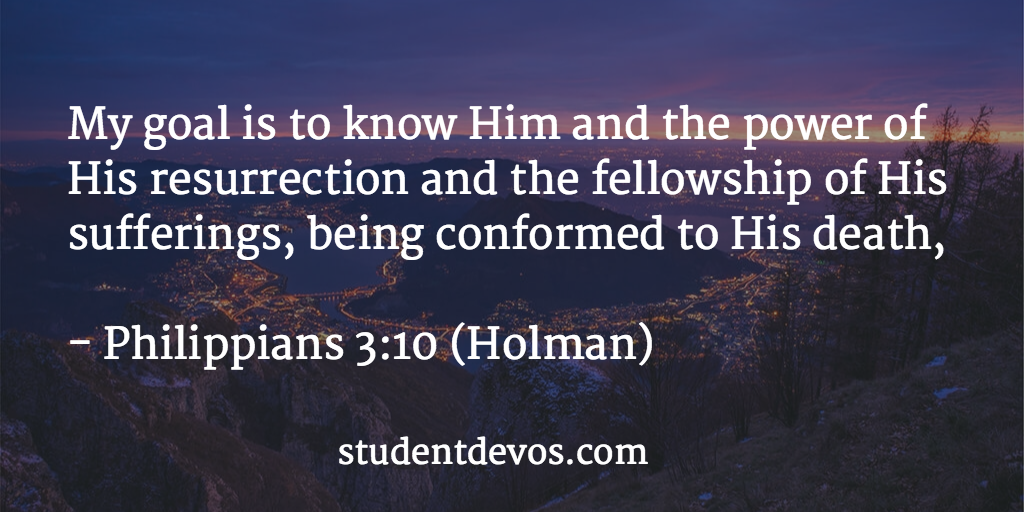 My goal is to know Him and the power of
His resurrection and the fellowship of His
sufferings, being conformed to His death,
- Philippians 3:10 (Holman)
studentdevos.com